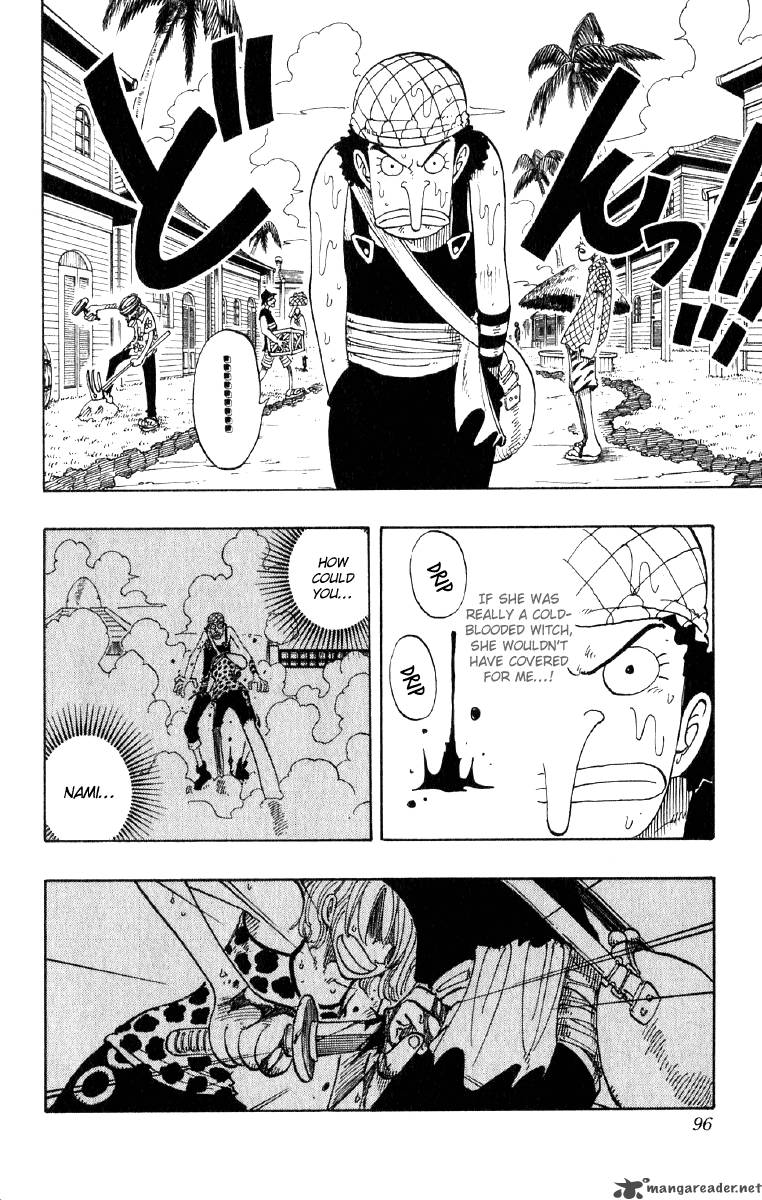 どんっ!!!
..........
IF SHE WAS
REALLY A COLD-
BLOODED WITCH,
SHE WOULDN'T
HAVE COVERED
FOR ME...!
DRIP
DRIP
HOW
COULD
YOU...
NAMI...
96
mangareader.net